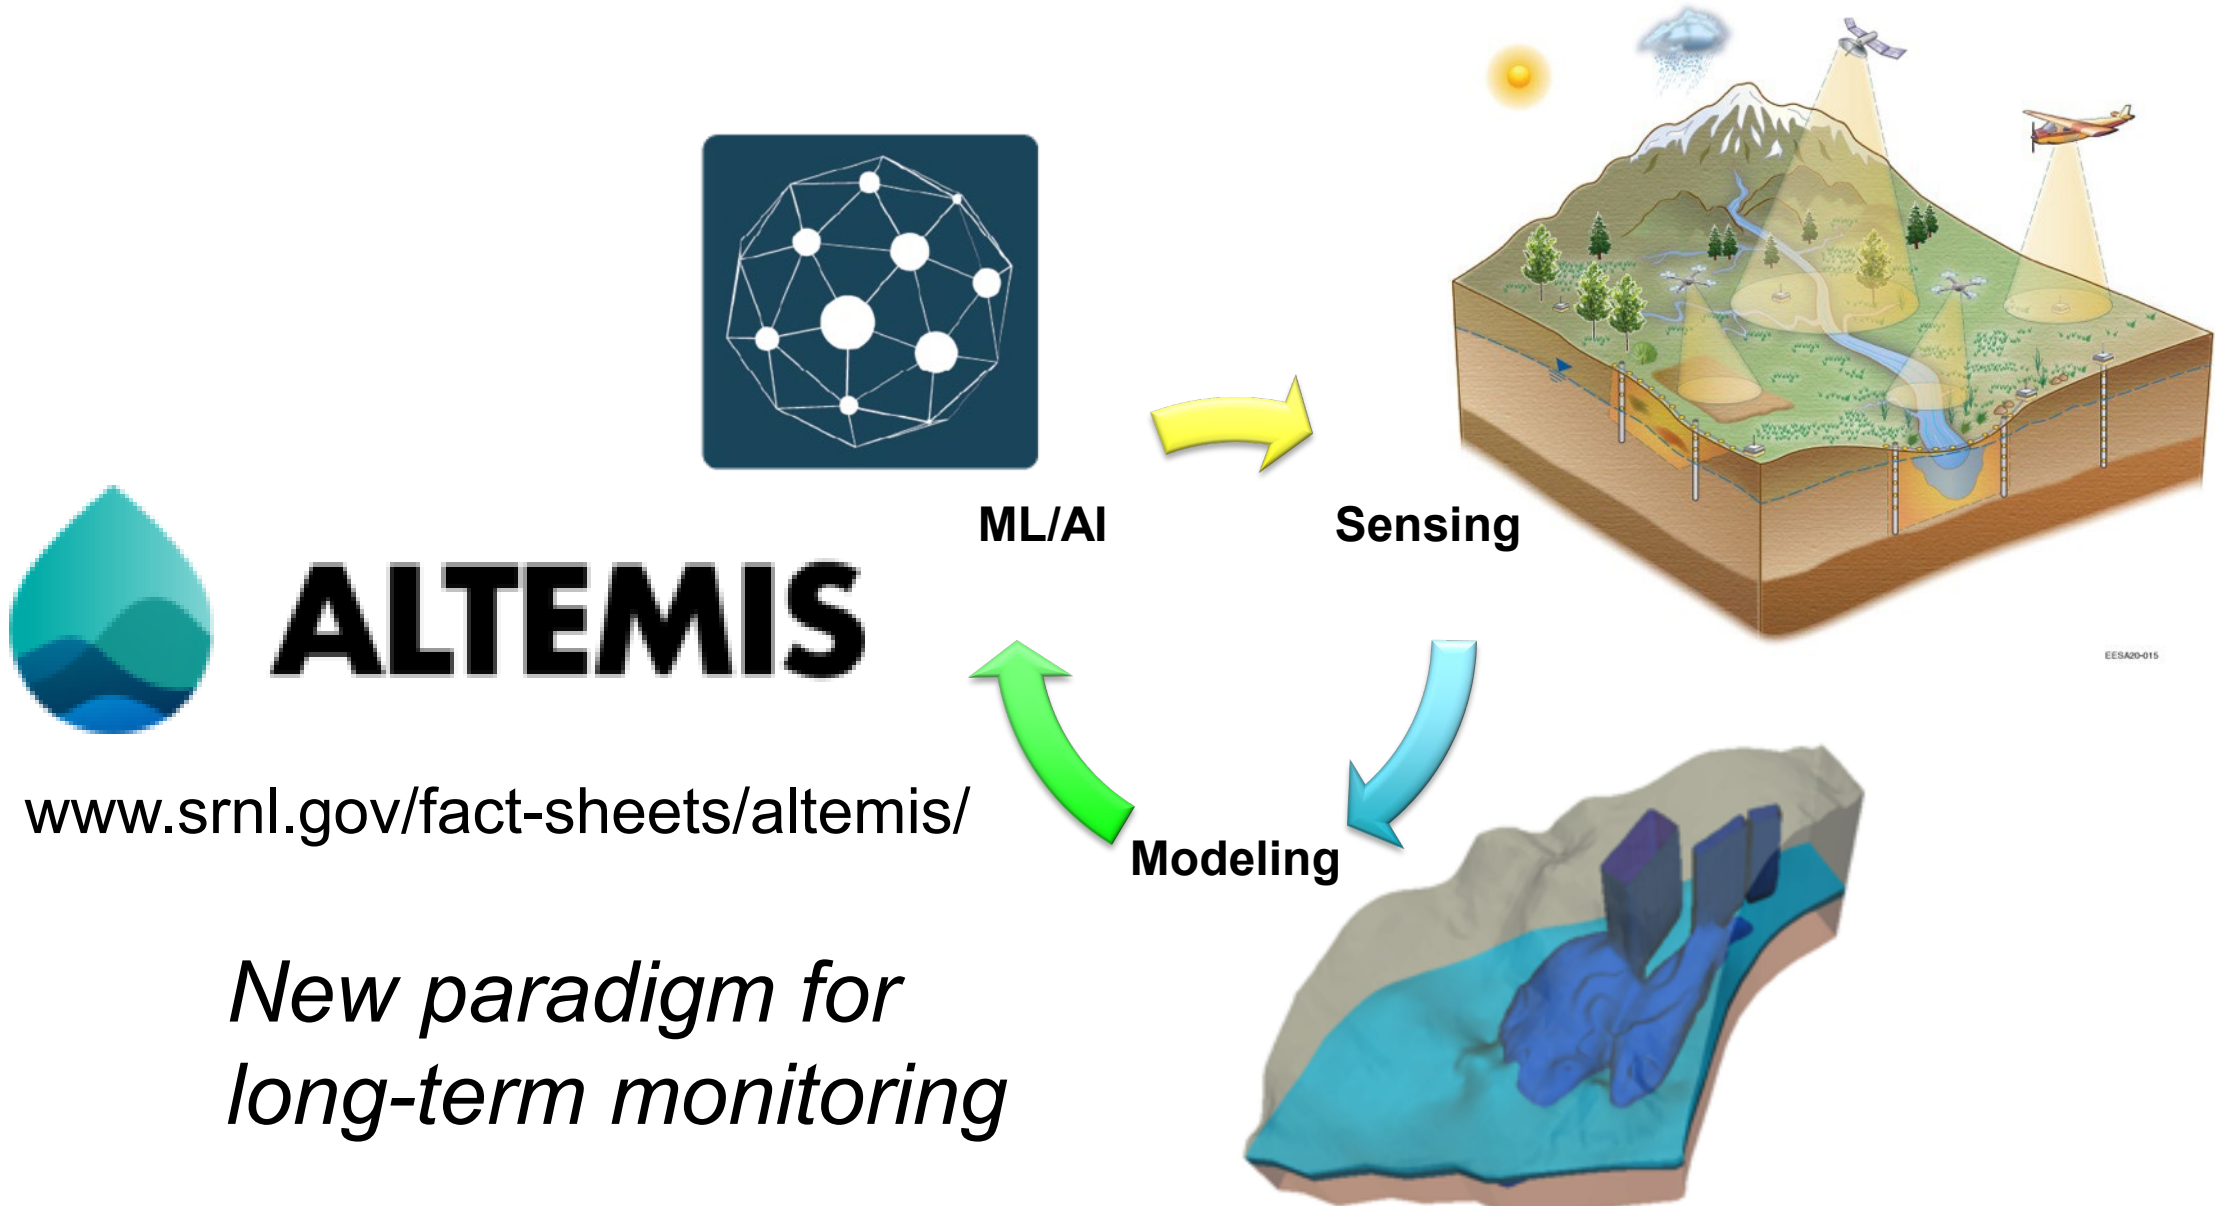 ML/AI
Sensing
ALTEMIS
EESA20-015
www.srnl.gov/fact-sheets/altemis/
Modeling
New paradigm for
long-term monitoring